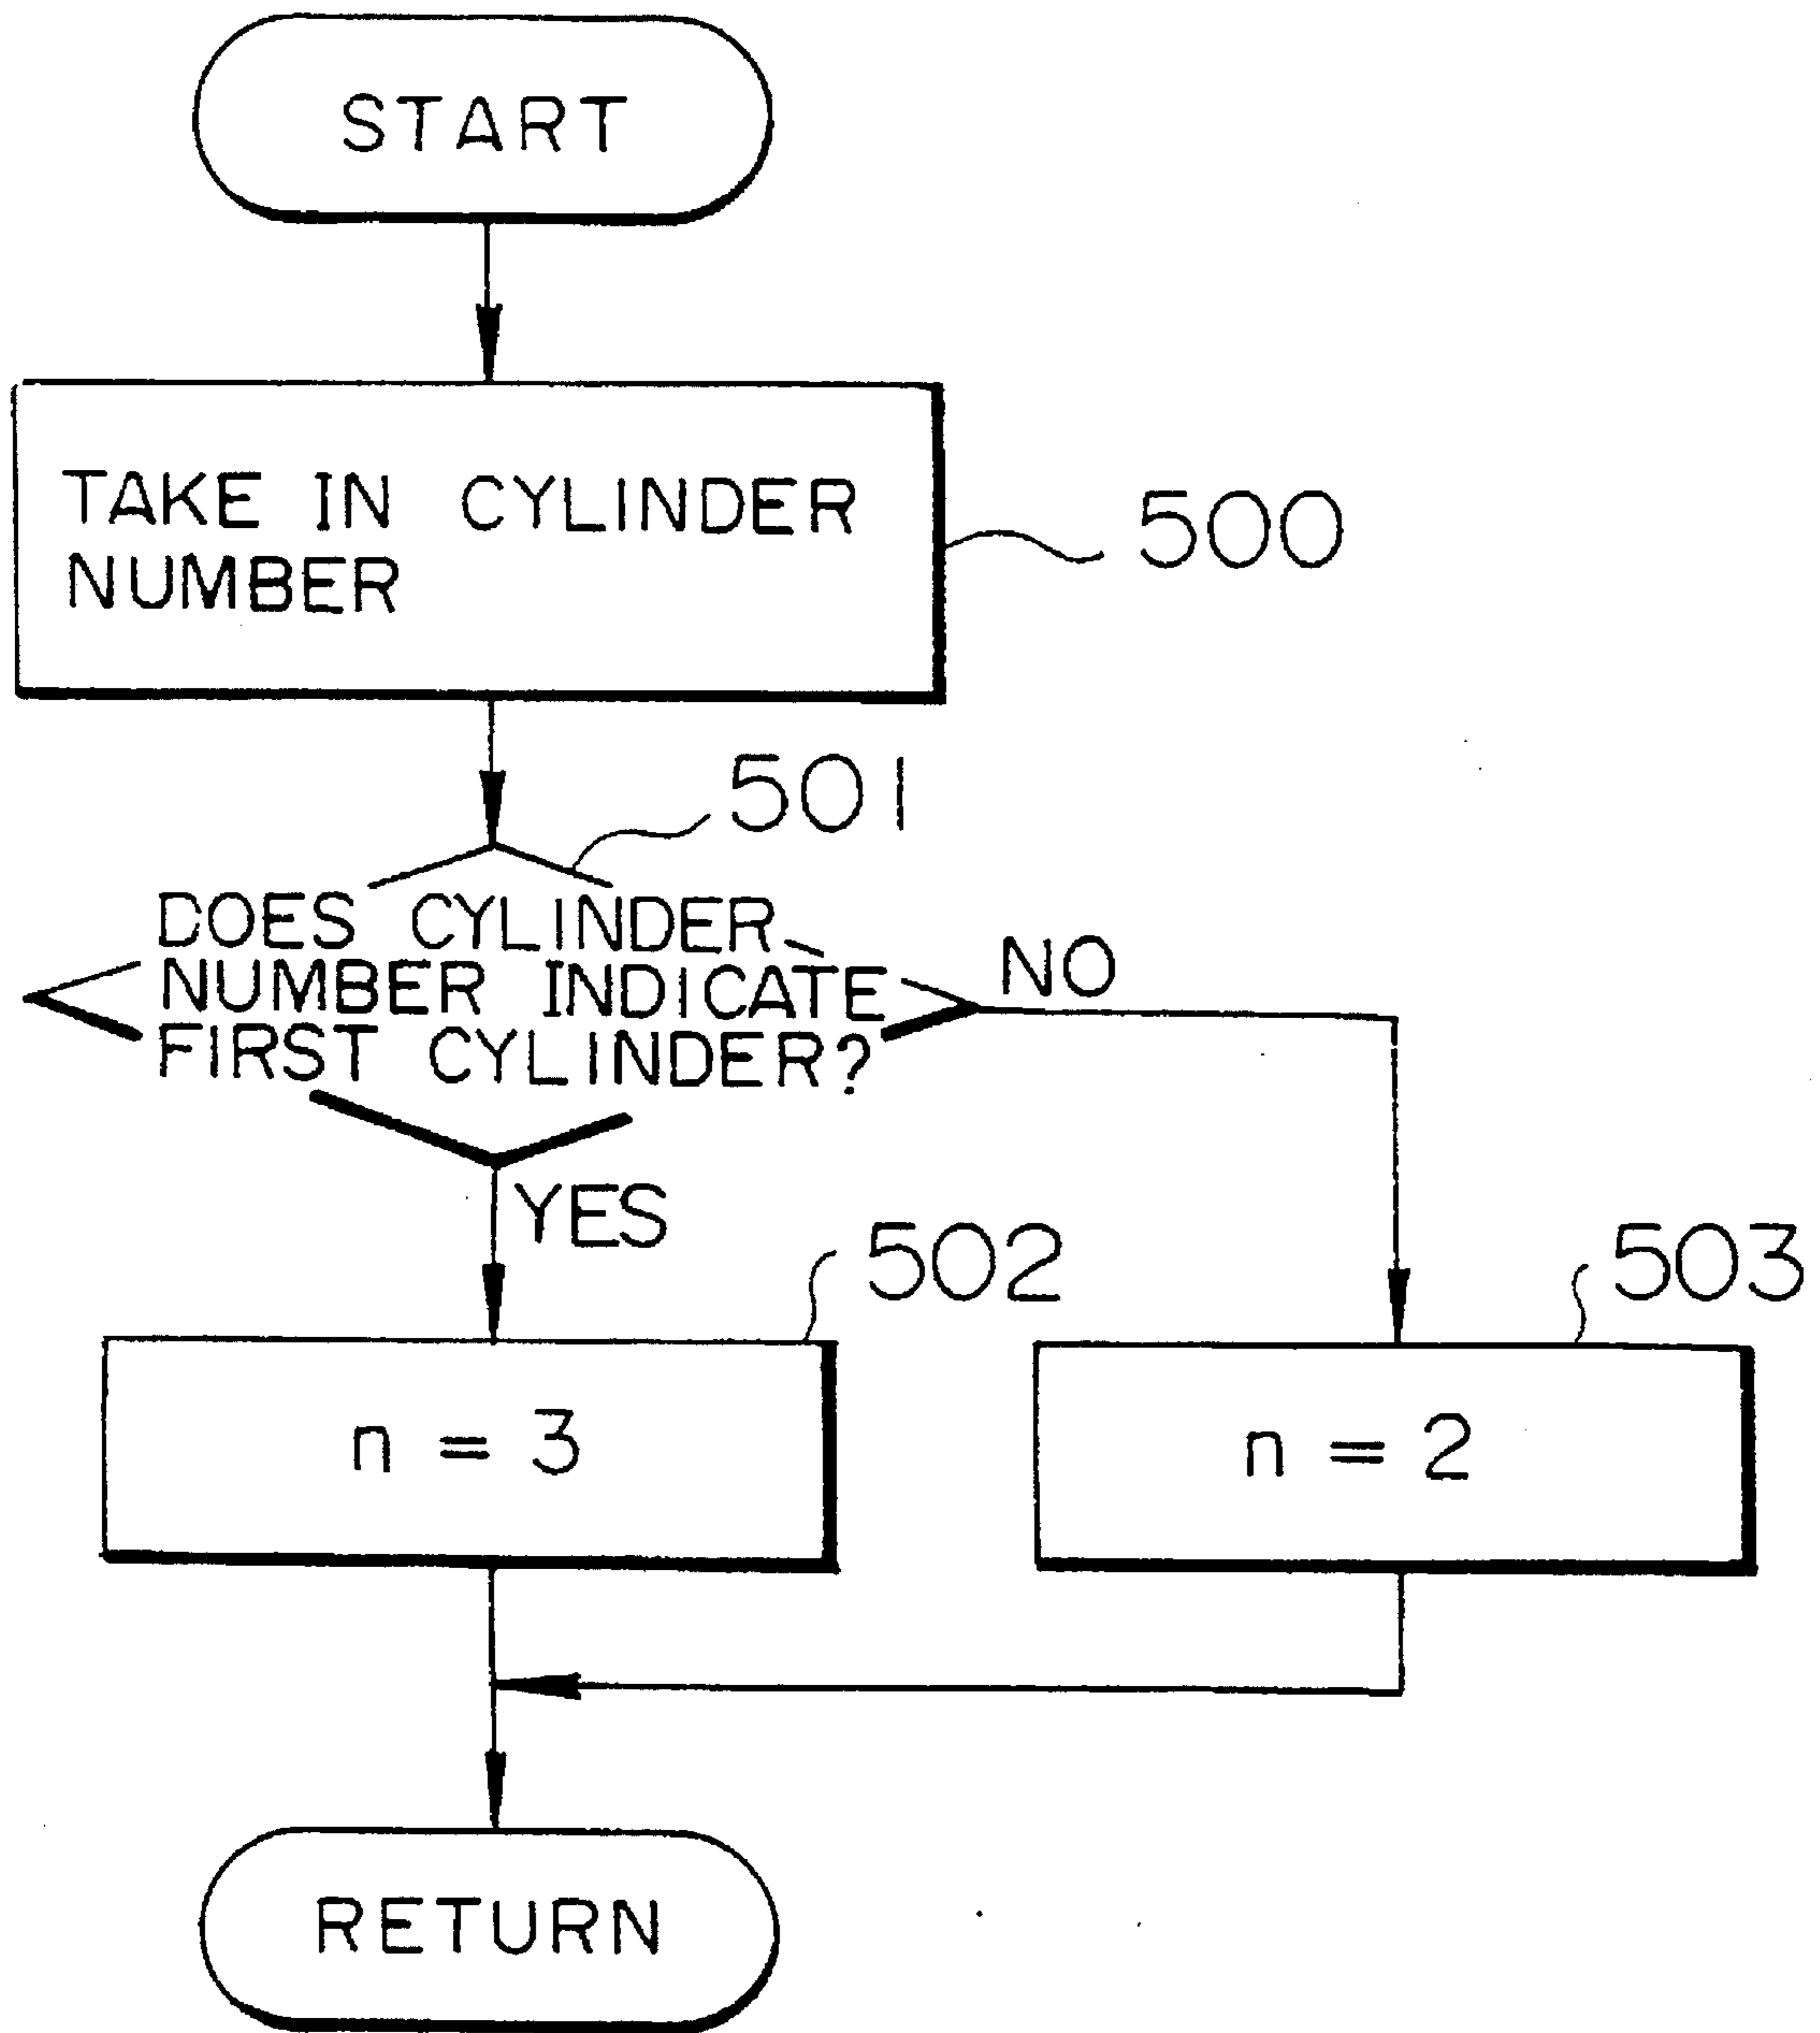 START
TAKE IN CYLINDER
NUMBER
500
501
DOES CYLINDER
NUMBER INDICATE
FIRST CYLINDER?
NO
YES
502
503
n = 3
n = 2
RETURN